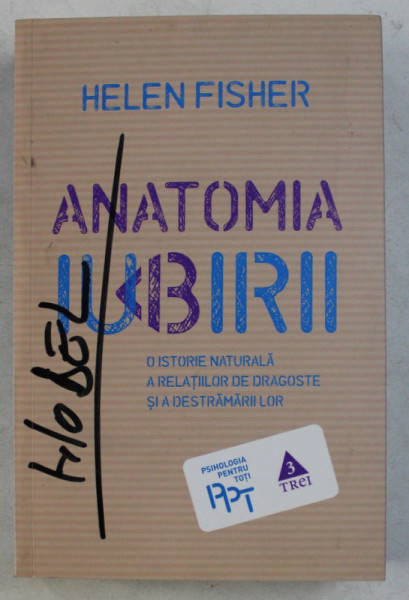 HELEN FISHER
ANATOMIA
IUBIRII
O ISTORIE NATURALĂ
A RELAȚIILOR DE DRAGOSTE
ȘI A DESTRĂMĂRII LOR
PSIHOLOGIA
PENTRU
TOȚI
PPT
3
TREI